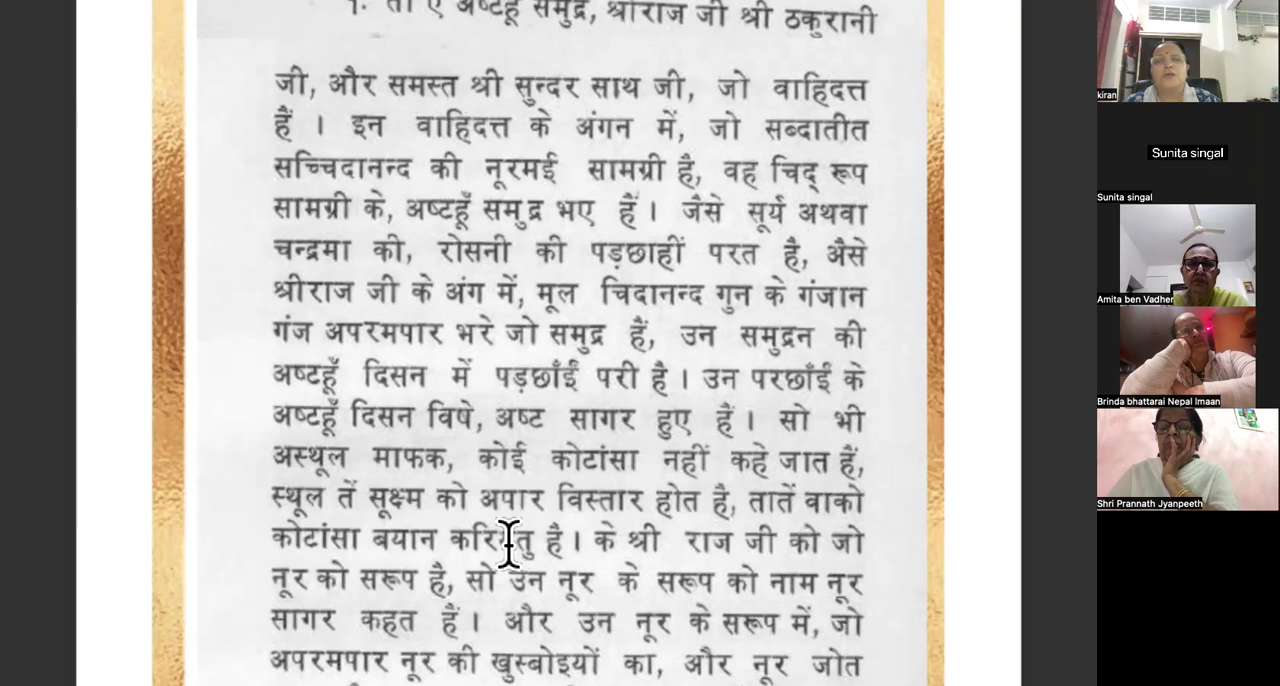 १. तो ए अष्टहू समुद्र, श्रीराज जी श्री ठकुरानी
जी, और समस्त श्री सुन्दर साथ जी, जो वाहिदत्त
हैं । इन वाहिदत्त के अंगन में, जो सब्दातीत
सच्चिदानन्द की नूरमई सामग्री है, वह चिद् रूप
सामग्री के, अष्टहूँ समुद्र भए हैं । जैसे सूर्य अथवा
चन्द्रमा की, रोसनी की पड़छाहीं परत है, अैसे
श्रीराज जी के अंग में, मूल चिदानन्द गुन के गंजान
गंज अपरमपार भरे जो समुद्र हैं, उन समुद्रन की
अष्टहूँ दिसन में पड़छाँई परी है । उन परछाँई के
अष्टहूँ दिसन विषे, अष्ट सागर हुए हैं । सो भी
अस्थूल माफक, कोई कोटांसा नहीं कहे जात हैं,
स्थूल तें सूक्ष्म को अपार विस्तार होत है, तातें वाको
कोटांसा बयान है । के श्री राज जी को जो
नूर को सरूप है, सो उन नूर के सरूप को नाम नूर
सागर कहत हैं । और उन नूर के सरूप में, जो
अपरमपार नूर की खुस्बोइयों का, और नूर जोत
kiran
Sunita singal
Sunita singal
Amita ben Vadher
Brinda bhattarai Nepal Imaan
Shri Prannath Jyanpeeth